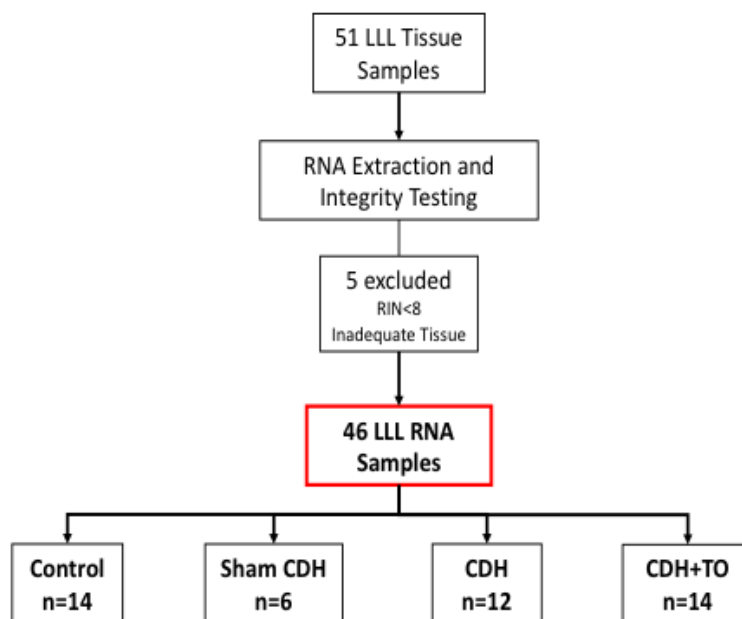 51 LLL Tissue
Samples
RNA Extraction and
Integrity Testing
5 excluded
RIN<8
Inadequate Tissue
46 LLL RNA
Samples
Control
n=14
Sham CDH
n=6
CDH
n=12
CDH+TO
n=14